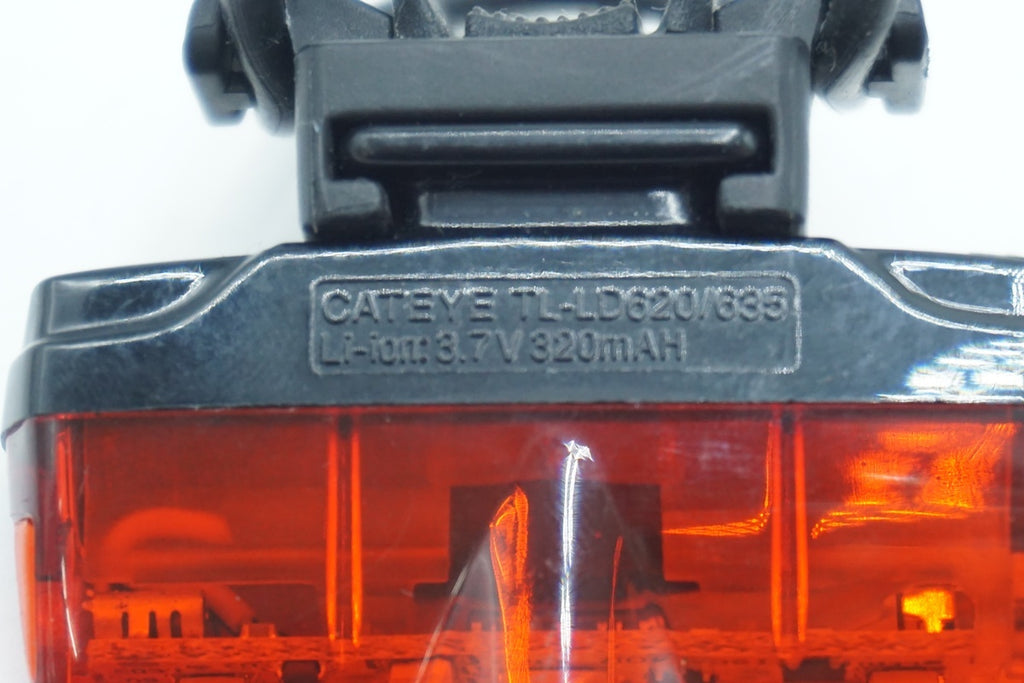 CATEYE TL-LD620/635
Li-ion: 3.7V 320mAH